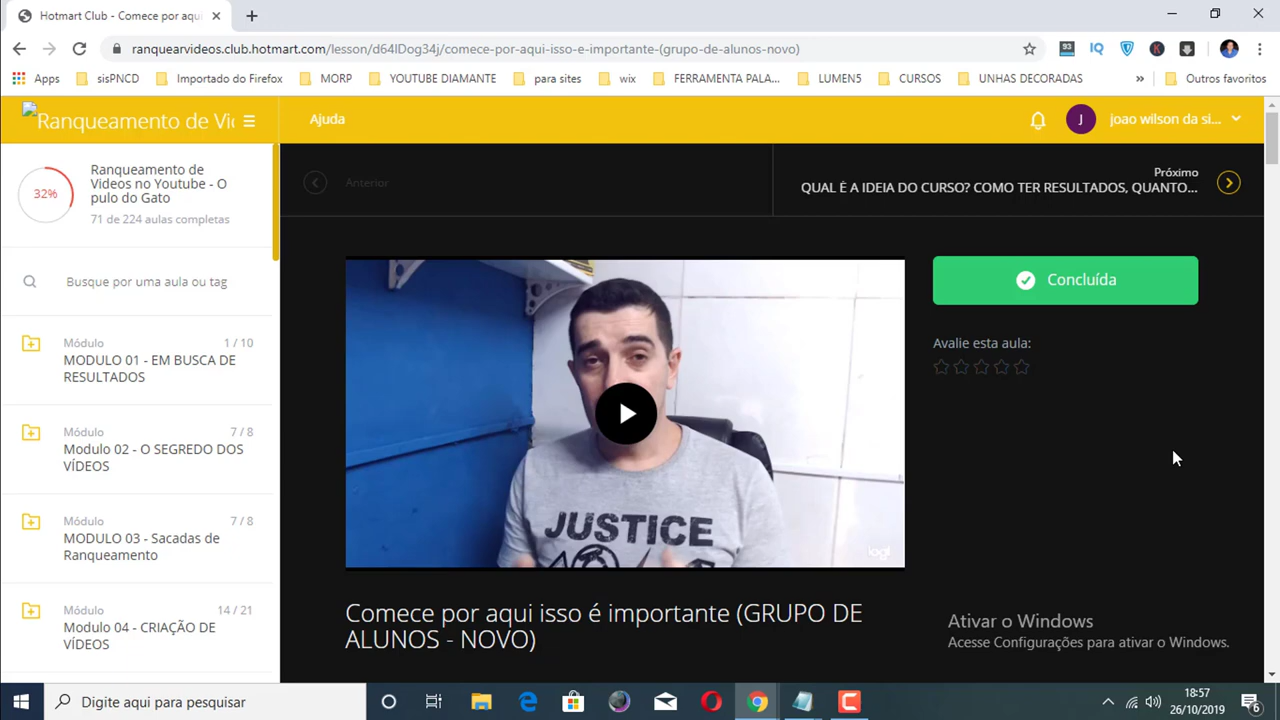 Hotmart Club - Comece por aqui
ranquearvideos.club.hotmart.com/lesson/d64lDog34j/comece-por-aqui-isso-e-importante-(grupo-de-alunos-novo)
93
IQ
K
Apps
sisPNCD
Importado do Firefox
MORP
YOUTUBE DIAMANTE
para sites
wix
FERRAMENTA PALA...
LUMEN5
CURSOS
UNHAS DECORADAS
»
Outros favoritos
Ranqueamento de Vi
Ajuda
J
joao wilson da si...
32%
Ranqueamento de
Videos no Youtube - O
pulo do Gato
71 de 224 aulas completas
Anterior
Próximo
QUAL É A IDEIA DO CURSO? COMO TER RESULTADOS, QUANTO...
Busque por uma aula ou tag
Módulo 1 / 10
MODULO 01 - EM BUSCA DE
RESULTADOS
Módulo 7 / 8
Modulo 02 - O SEGREDO DOS
VÍDEOS
Módulo 7 / 8
MODULO 03 - Sacadas de
Ranqueamento
Módulo 14 / 21
Modulo 04 - CRIAÇÃO DE
VÍDEOS
Concluída
Avalie esta aula:
JUSTICE
logi
Comece por aqui isso é importante (GRUPO DE
ALUNOS - NOVO)
Ativar o Windows
Acesse Configurações para ativar o Windows.
Digite aqui para pesquisar
18:57
26/10/2019
6